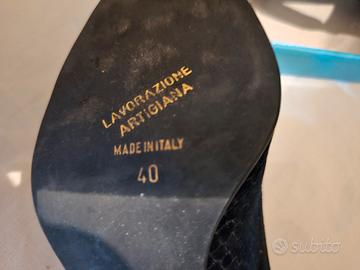 LAVORAZIONE
ARTIGIANA
MADE IN ITALY
40
subito